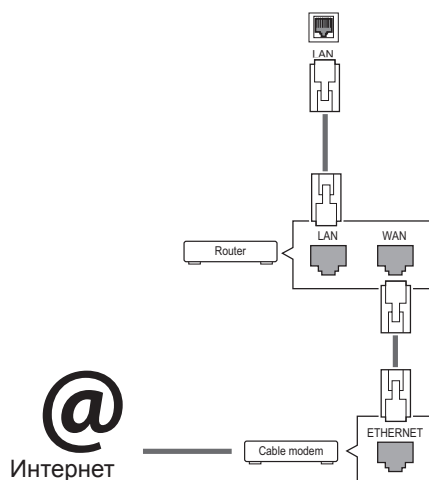 LAN
LAN WAN
Router
ETHERNET
@
Cable modem
Интернет